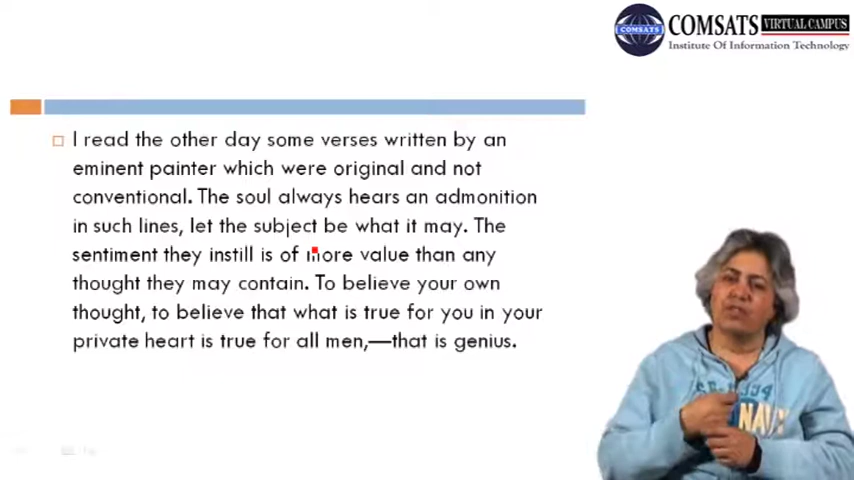 COMSATS
COMSATS VIRTUAL CAMPUS
Institute Of Information Technology
I read the other day some verses written by an
eminent painter which were original and not
conventional. The soul always hears an admonition
in such lines, let the subject be what it may. The
sentiment they instill is of more value than any
thought they may contain. To believe your own
thought, to believe that what is true for you in your
private heart is true for all men,—that is genius.
NAVY